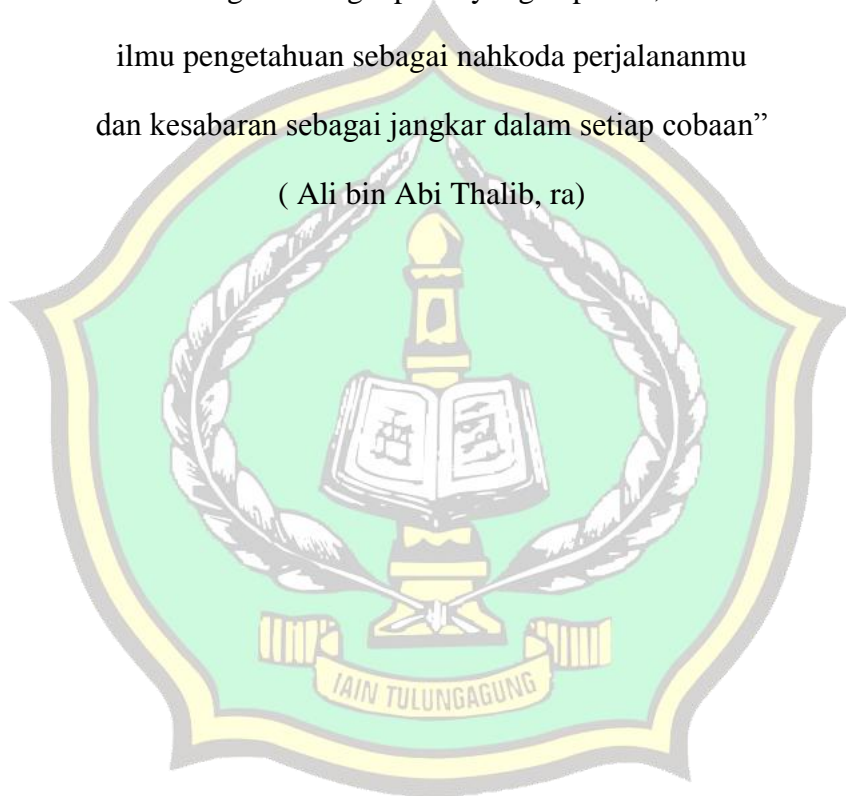 ilmu pengetahuan sebagai nahkoda perjalananmu
dan kesabaran sebagai jangkar dalam setiap cobaan”
( Ali bin Abi Thalib, ra)
IAIN TULUNGAGUNG